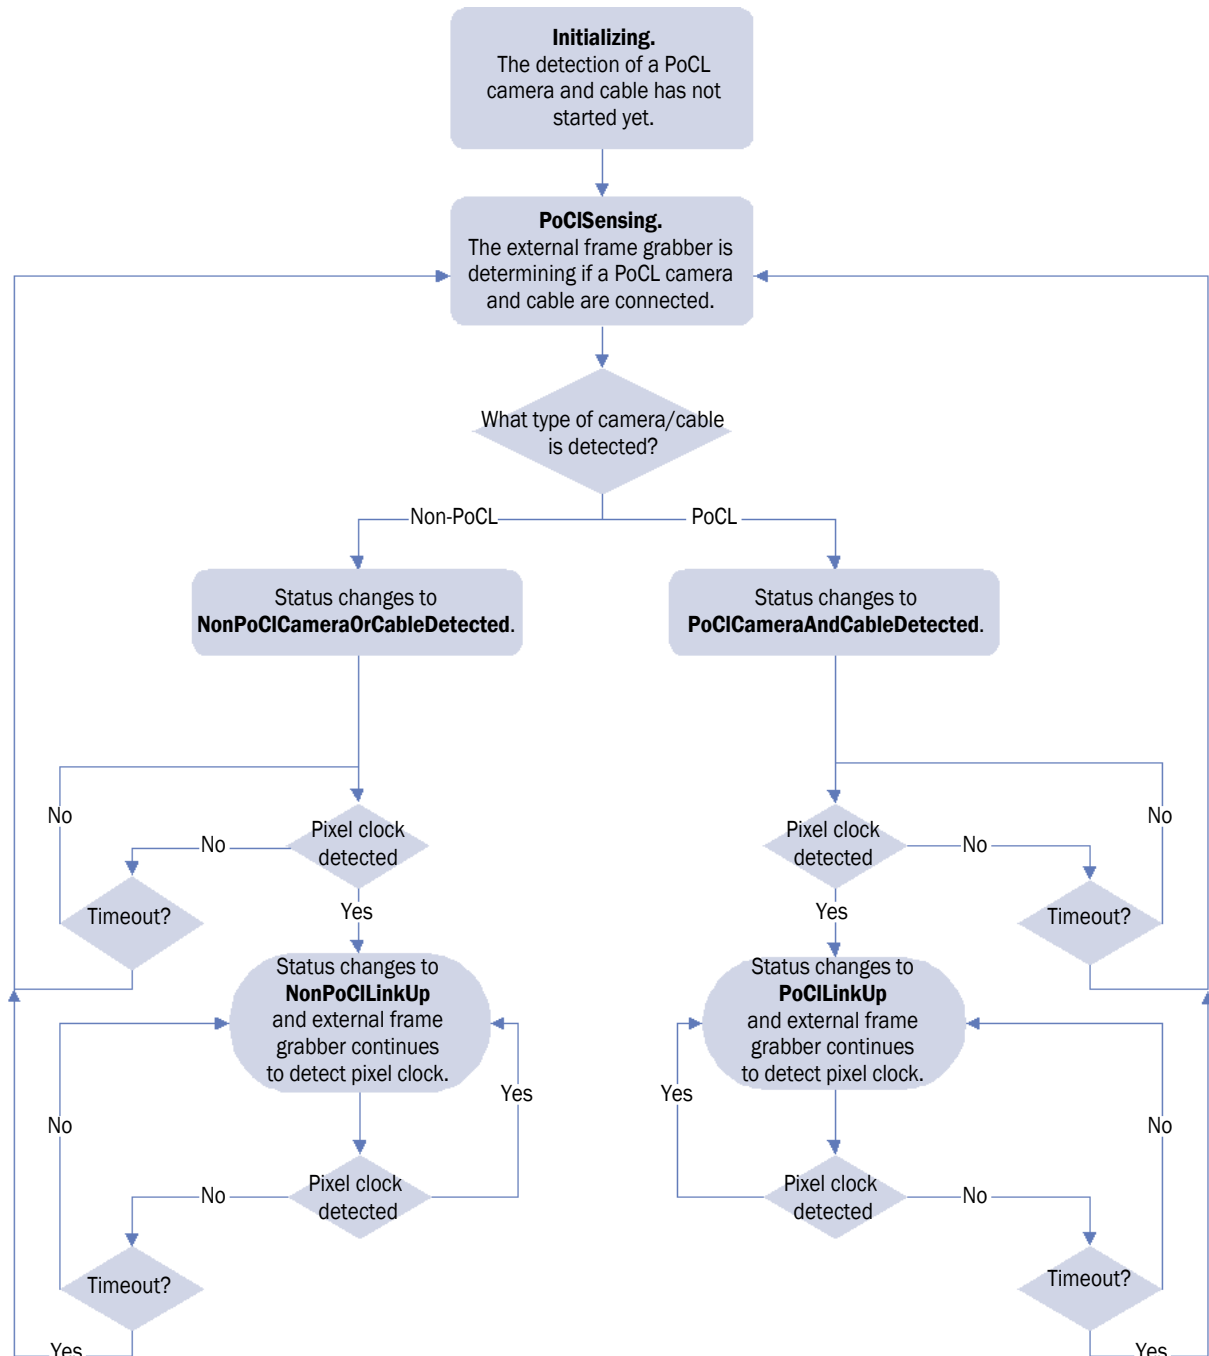 Initializing.
The detection of a PoCL
camera and cable has not
started yet.
PoClSensing.
The external frame grabber is
determining if a PoCL camera
and cable are connected.
What type of camera/cable
is detected?
Non-PoCL
PoCL
Status changes to
NonPoClCameraOrCableDetected.
Status changes to
PoClCameraAndCableDetected.
No
No
Pixel clock
detected
Timeout?
Yes
Pixel clock
detected
No
No
Timeout?
Yes
Status changes to
NonPoClLinkUp
and external frame
grabber continues
to detect pixel clock.
Yes
No
Status changes to
PoClLinkUp
and external frame
grabber continues
to detect pixel clock.
Yes
No
Pixel clock
detected
No
Timeout?
Yes
Pixel clock
detected
No
Timeout?
Yes